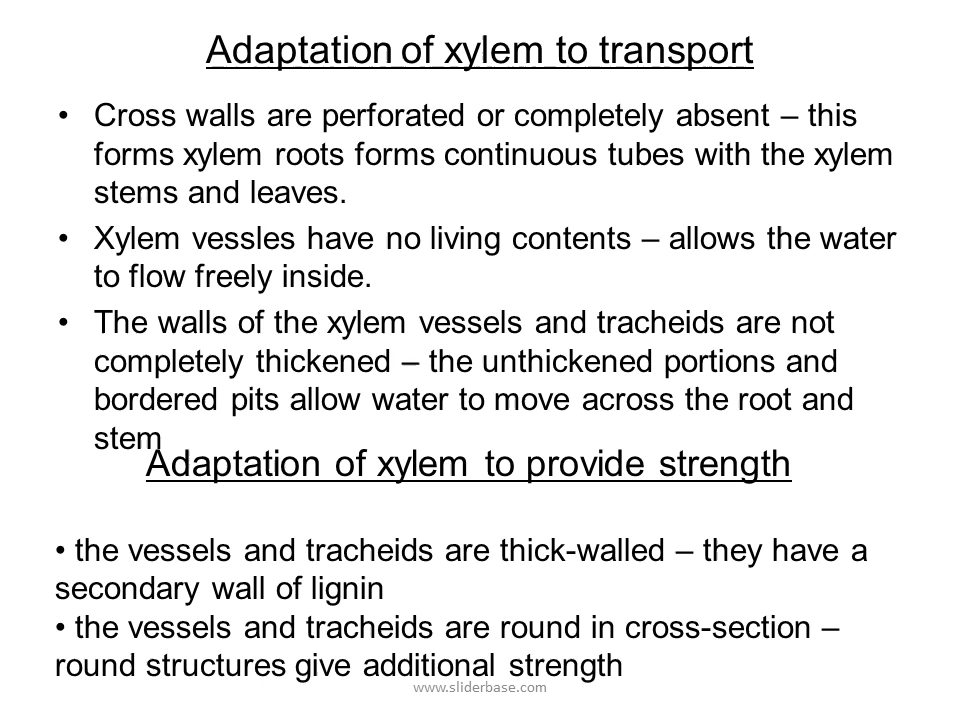 Adaptation of xylem to transport
• Cross walls are perforated or completely absent – this
forms xylem roots forms continuous tubes with the xylem
stems and leaves.
• Xylem vessles have no living contents – allows the water
to flow freely inside.
• The walls of the xylem vessels and tracheids are not
completely thickened – the unthickened portions and
bordered pits allow water to move across the root and
stem
Adaptation of xylem to provide strength
• the vessels and tracheids are thick-walled – they have a
secondary wall of lignin
• the vessels and tracheids are round in cross-section –
round structures give additional strength
www.sliderbase.com